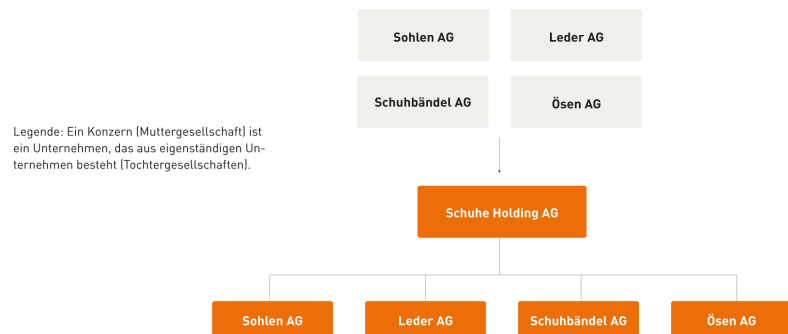 Sohlen AG
Leder AG
Schuhbändel AG
Ösen AG
Legende: Ein Konzern (Muttergesellschaft) ist
ein Unternehmen, das aus eigenständigen Un-
ternehmen besteht (Tochtergesellschaften).
Schuhe Holding AG
Sohlen AG
Leder AG
Schuhbändel AG
Ösen AG